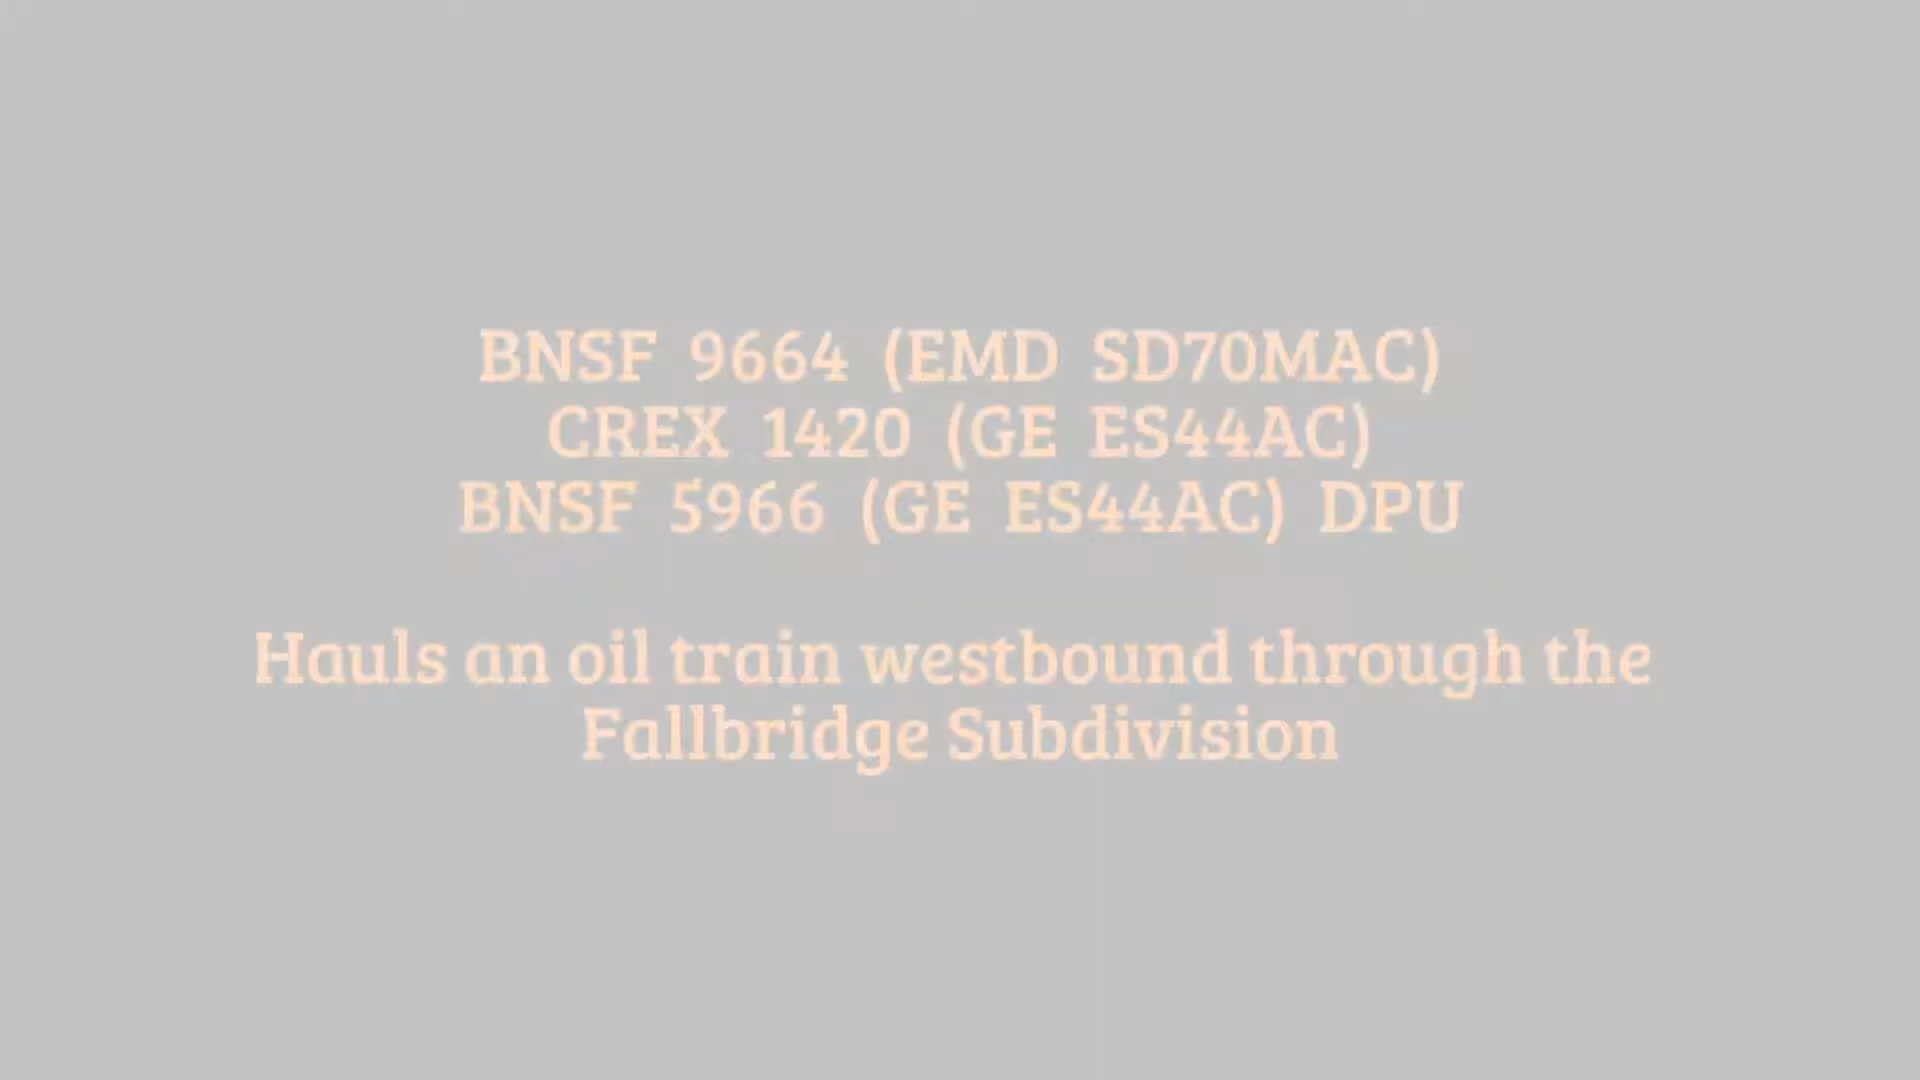 BNSF 9664 (EMD SD70MAC)
CREX 1420 (GE ES44AC)
BNSF 5966 (GE ES44AC) DPU
Hauls an oil train westbound through the
Fallbridge Subdivision